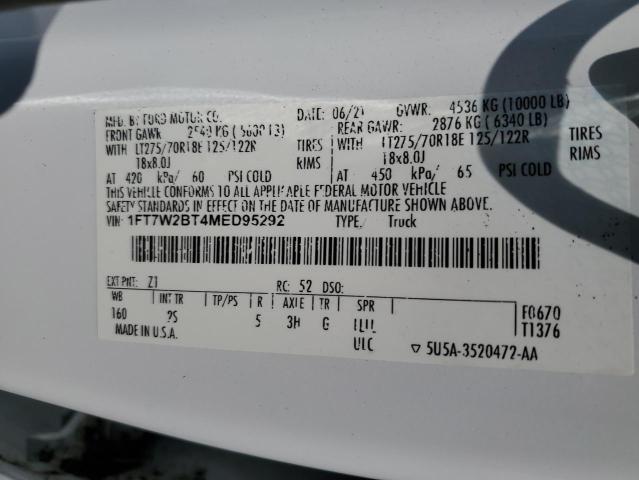 MFD. BY FORD MOTOR CO.
DATE: 06/21 GVWR: 4536 KG (10000 LB)
FRONT GAWR: REAR GAWR: 2876 KG (6340 LB)
WITH LT275/70R18E 125/122R TIRES WITH LT275/70R18E 125/122R TIRES
18x8.0J RIMS 18x8.0J RIMS
AT 420 kPa/ 60 PSI COLD AT 450 kPa/ 65 PSI COLD
THIS VEHICLE CONFORMS TO ALL APPLICABLE FEDERAL MOTOR VEHICLE
SAFETY STANDARDS IN EFFECT ON THE DATE OF MANUFACTURE SHOWN ABOVE.
VIN: 1FT7W2BT4MED95292 TYPE: Truck
EXT PNT: Z1 RC: 52 DSO:
WB INT TR TP/PS R AXLE TR SPR F0670
160 5 3H G T1376
MADE IN U.S.A. ▽ 5U5A-3520472-AA